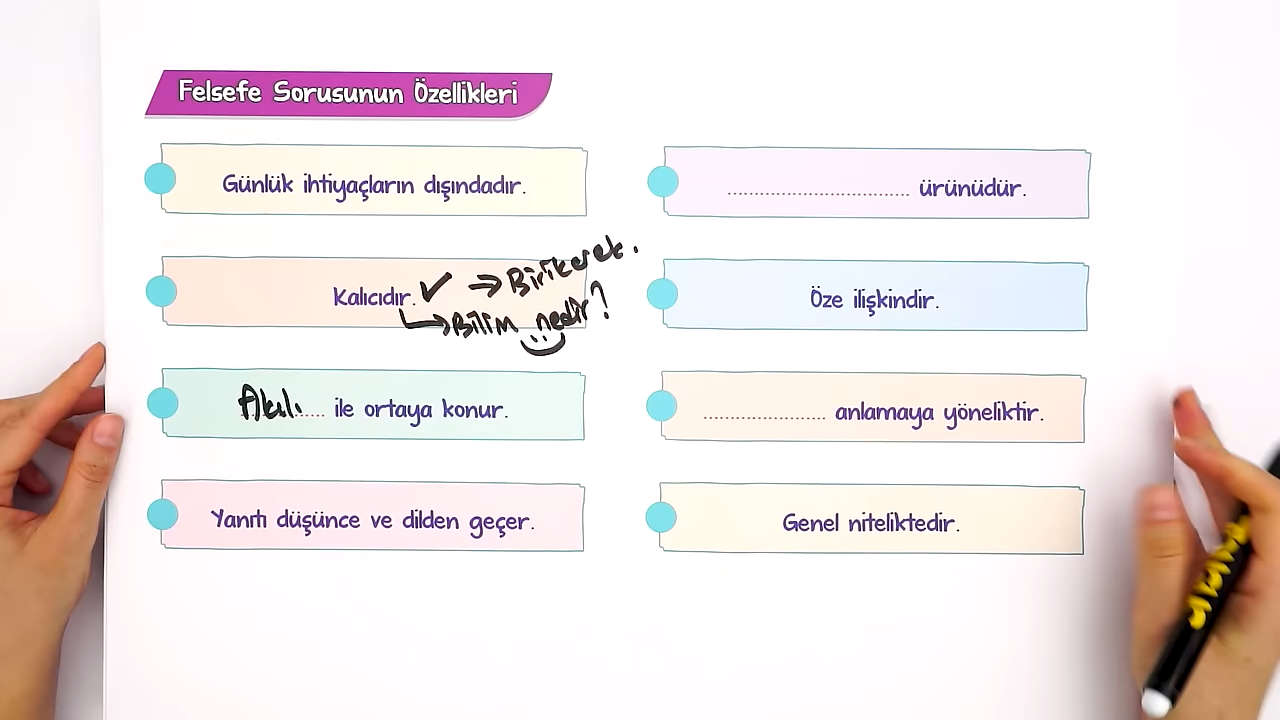 Felsefe Sorusunun Özellikleri
Günlük ihtiyaçların dışındadır.
Kalıcıdır. ✓ ⇒ Birikerek.
↳ Bilim nedir?
Akıl ile ortaya konur.
Yanıtı düşünce ve dilden geçer.
.................................. ürünüdür.
Öze ilişkindir.
....................... anlamaya yöneliktir.
Genel niteliktedir.